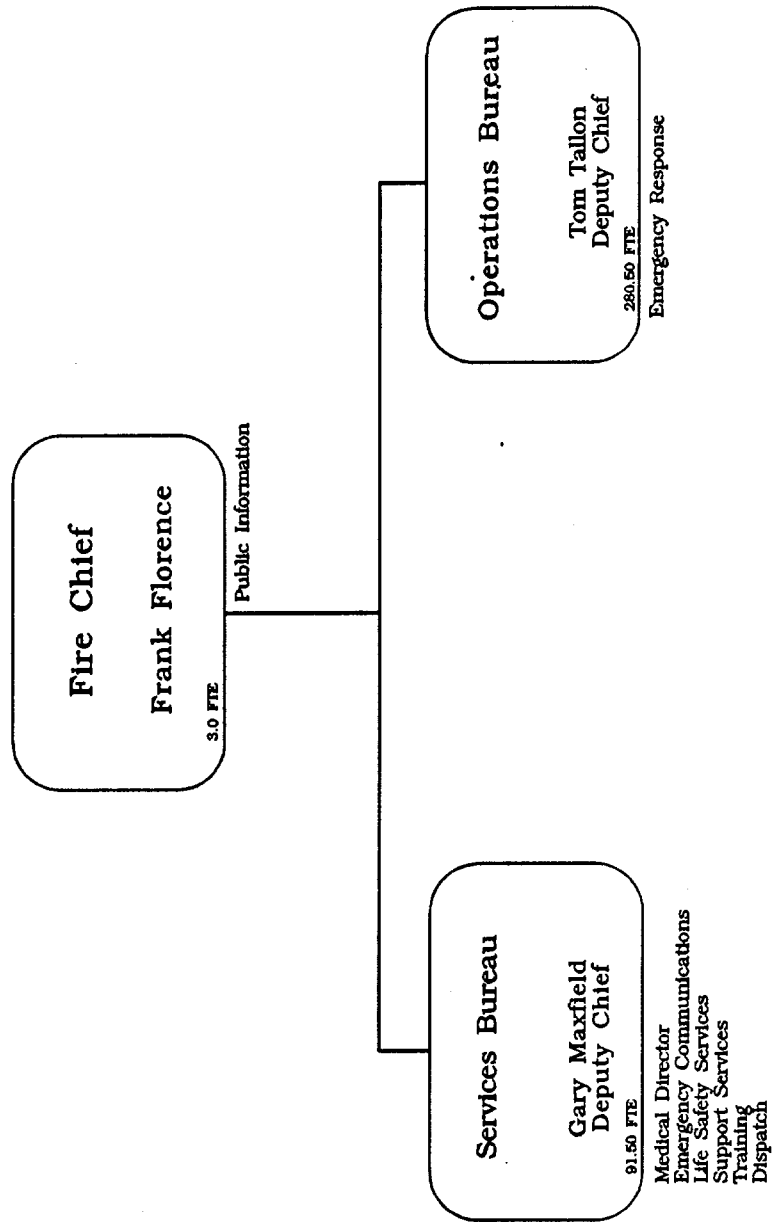 Fire Chief
Frank Florence
3.0 FTE
Public Information
Services Bureau
Gary Maxfield
Deputy Chief
91.50 FTE
Medical Director
Emergency Communications
Life Safety Services
Support Services
Training
Dispatch
Operations Bureau
Tom Tallon
Deputy Chief
280.50 FTE
Emergency Response